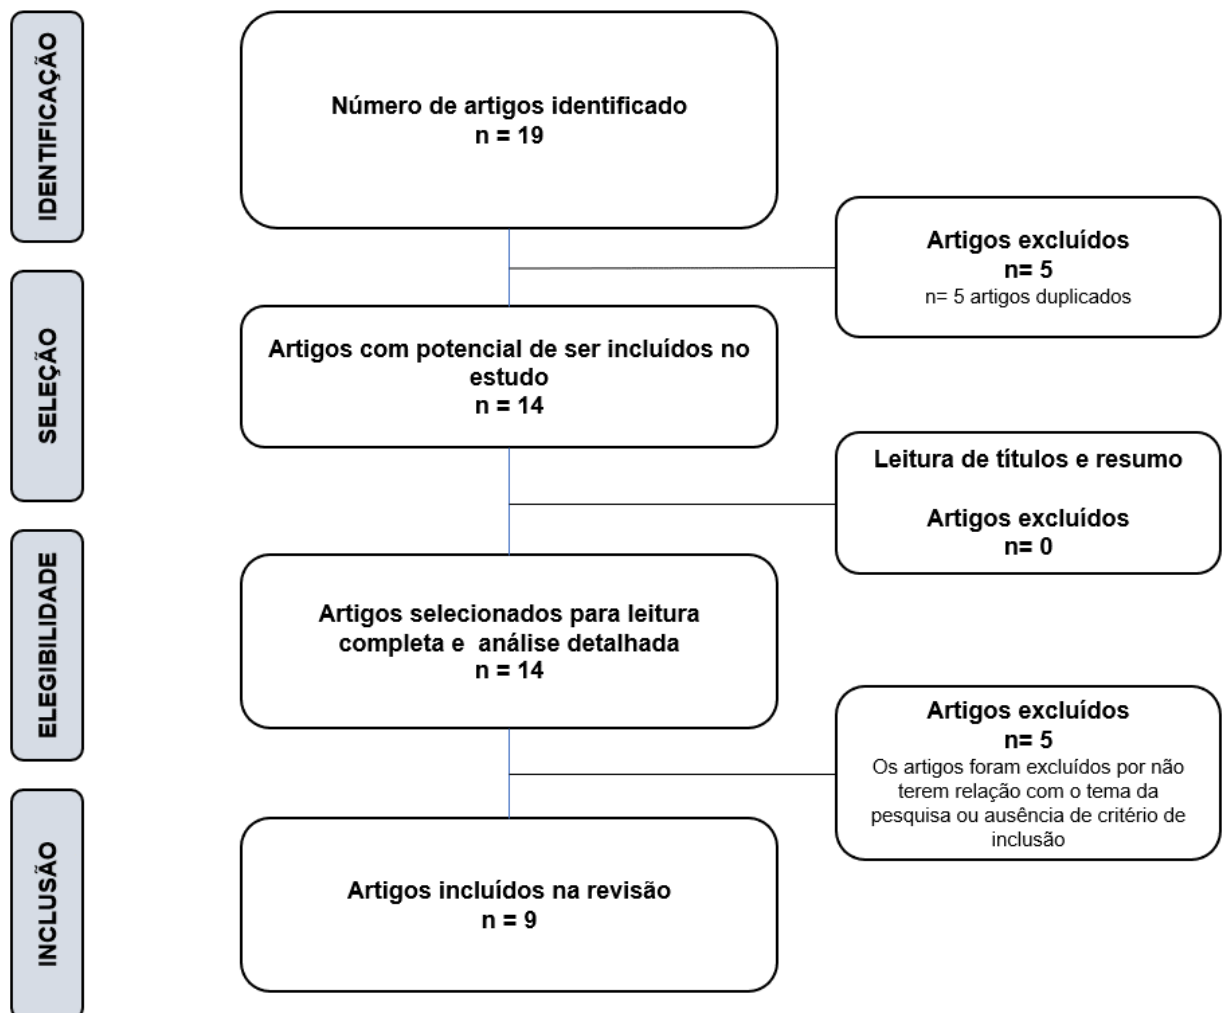 IDENTIFICAÇÃO
Número de artigos identificado
n = 19
Artigos excluídos
n= 5
n= 5 artigos duplicados
SELEÇÃO
Artigos com potencial de ser incluídos no
estudo
n = 14
Leitura de títulos e resumo
Artigos excluídos
n= 0
ELEGIBILIDADE
Artigos selecionados para leitura
completa e  análise detalhada
n = 14
Artigos excluídos
n= 5
Os artigos foram excluídos por não
terem relação com o tema da
pesquisa ou ausência de critério de
inclusão
INCLUSÃO
Artigos incluídos na revisão
n = 9